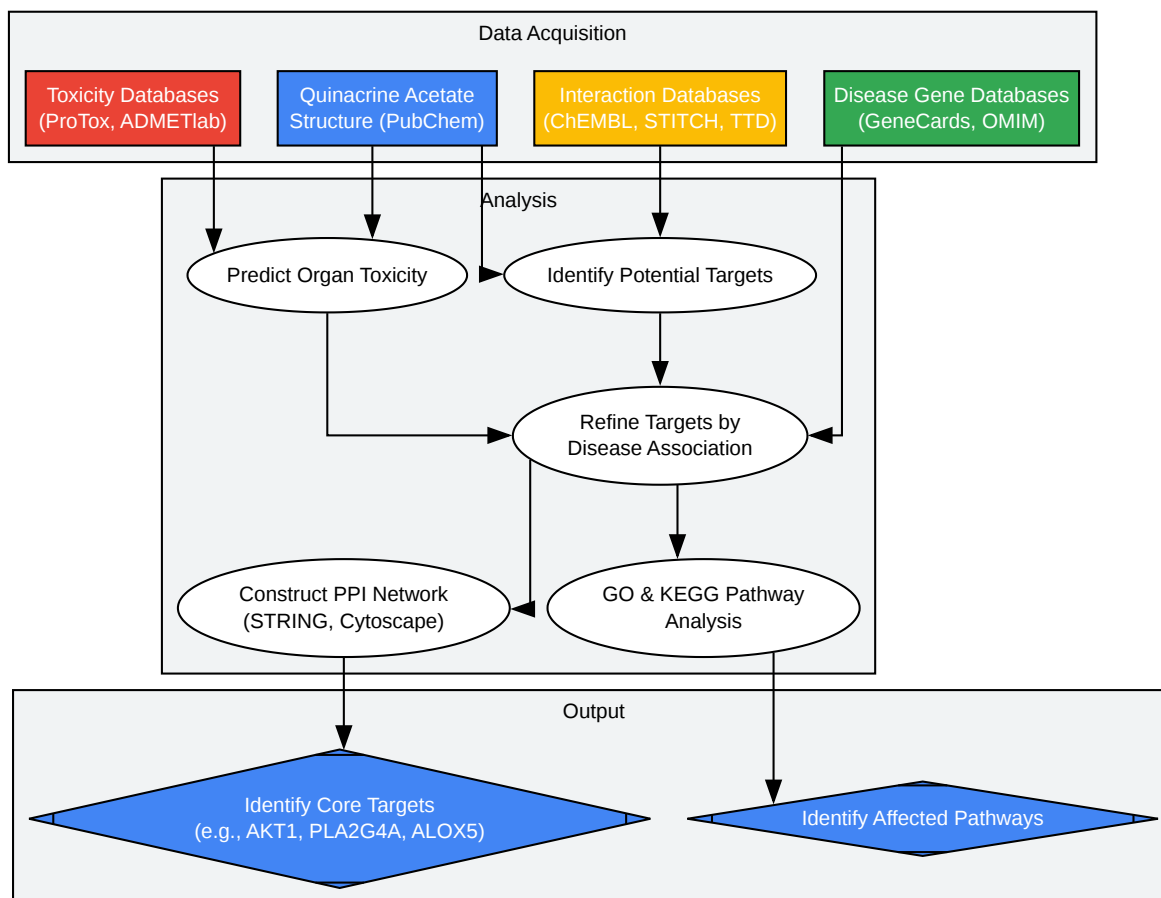 Data Acquisition
Toxicity Databases
(ProTox, ADMETlab)
Quinacrine Acetate
Structure (PubChem)
Interaction Databases
(ChEMBL, STITCH, TTD)
Disease Gene Databases
(GeneCards, OMIM)
Analysis
Predict Organ Toxicity
Identify Potential Targets
Refine Targets by
Disease Association
Construct PPI Network
(STRING, Cytoscape)
GO & KEGG Pathway
Analysis
Output
Identify Core Targets
(e.g., AKT1, PLA2G4A, ALOX5)
Identify Affected Pathways